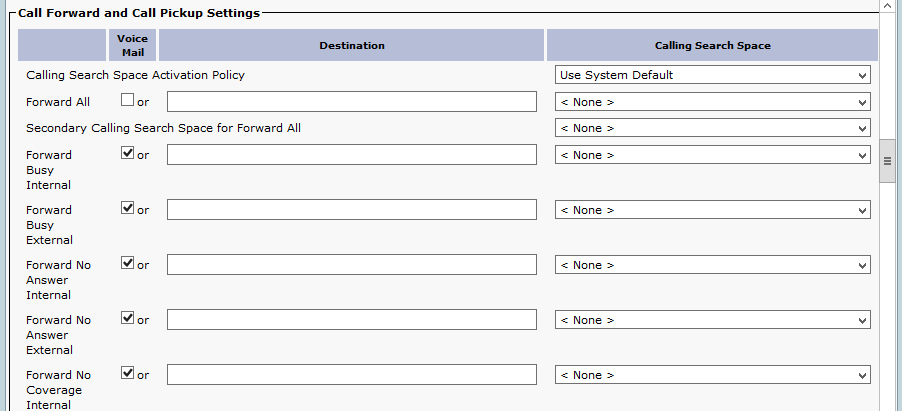 Call Forward and Call Pickup Settings
Voice
Mail
Destination
Calling Search Space
Calling Search Space Activation Policy
Use System Default
Forward All
or
< None >
Secondary Calling Search Space for Forward All
< None >
Forward
Busy
Internal
or
< None >
Forward
Busy
External
or
< None >
Forward No
Answer
Internal
or
< None >
Forward No
Answer
External
or
< None >
Forward No
Coverage
Internal
or
< None >